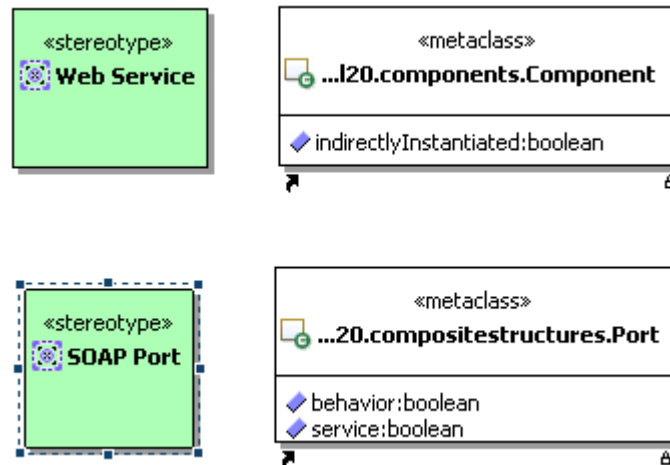 «stereotype»
Web Service
«metaclass»
...l20.components.Component
indirectlyInstantiated:boolean
«stereotype»
SOAP Port
«metaclass»
...20.compositestructures.Port
behavior:boolean
service:boolean